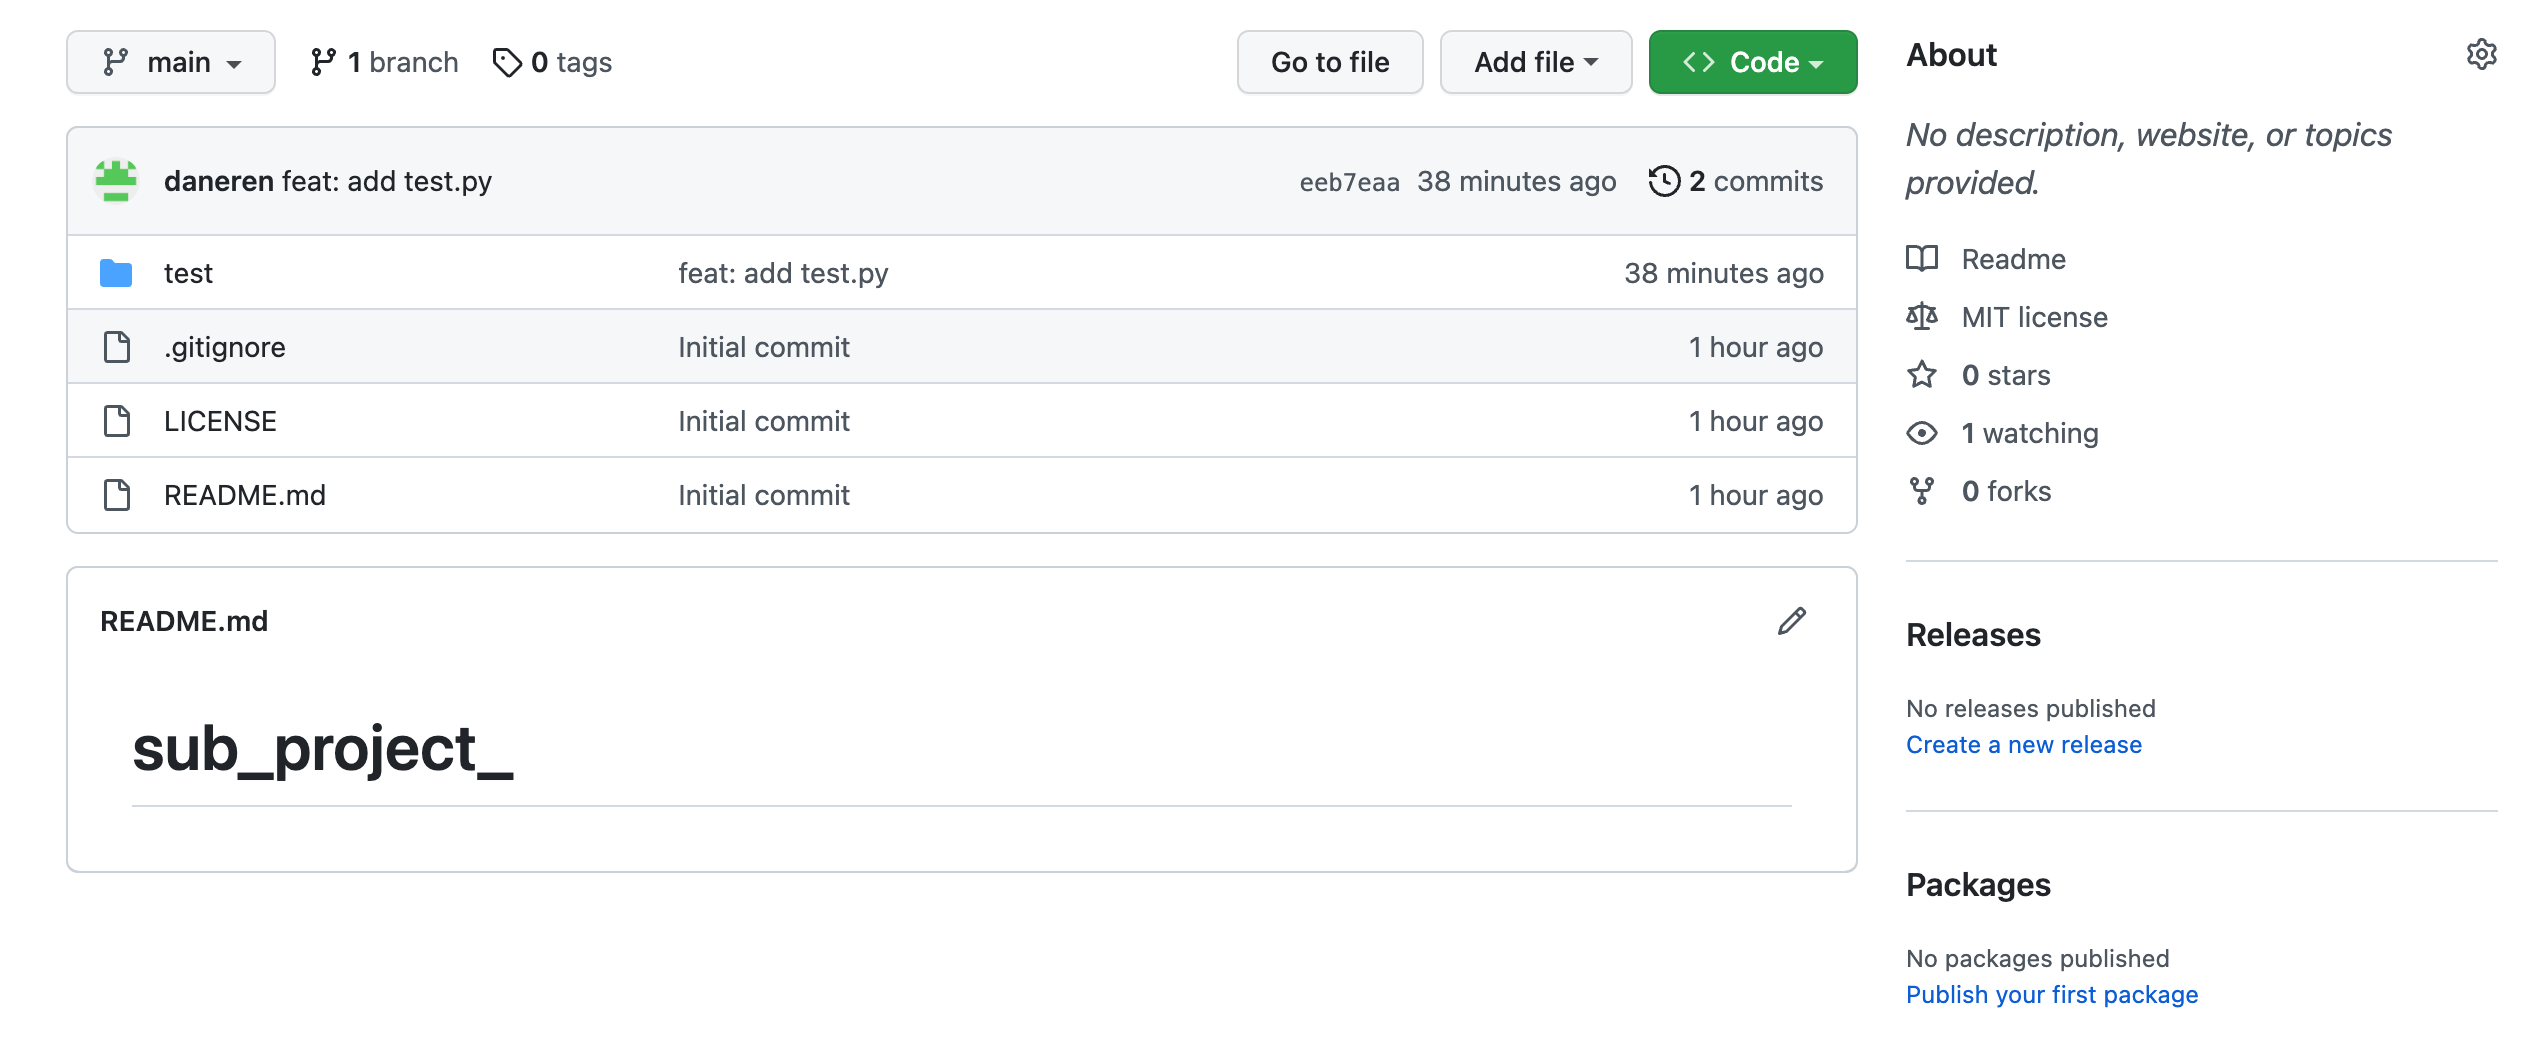 main
1 branch
0 tags
Go to file
Add file
Code
daneren feat: add test.py
eeb7eaa 38 minutes ago
2 commits
test
feat: add test.py
38 minutes ago
.gitignore
Initial commit
1 hour ago
LICENSE
Initial commit
1 hour ago
README.md
Initial commit
1 hour ago
README.md
sub_project_
About
No description, website, or topics
provided.
Readme
MIT license
0 stars
1 watching
0 forks
Releases
No releases published
Create a new release
Packages
No packages published
Publish your first package